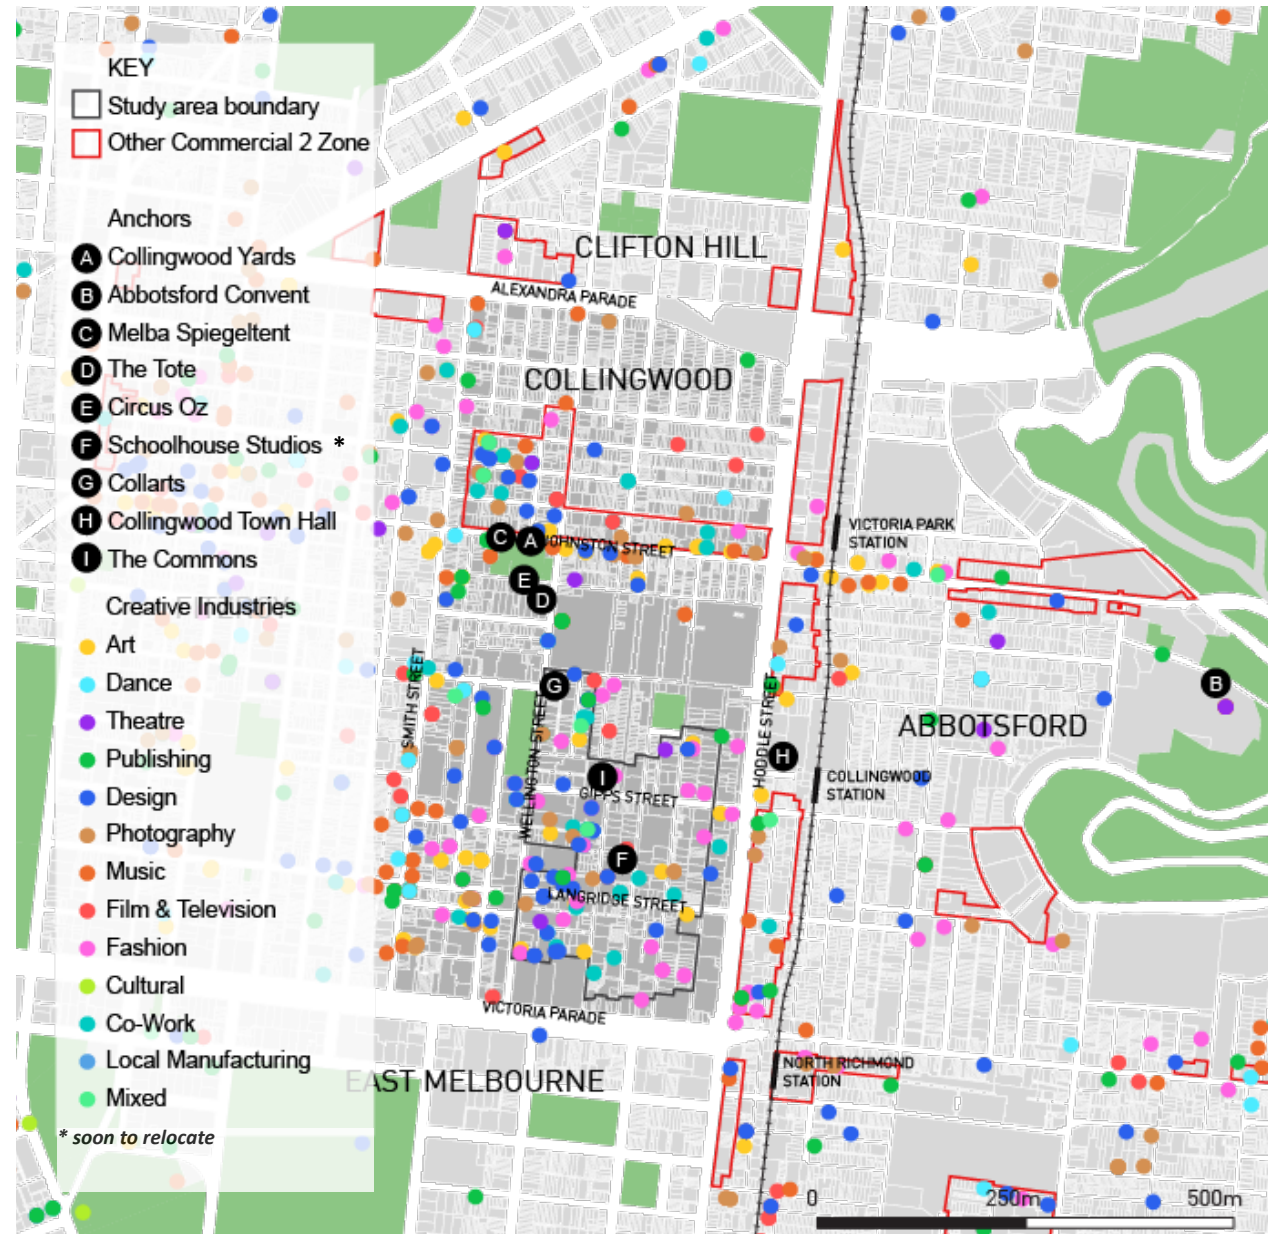 KEY
Study area boundary
Other Commercial 2 Zone
Anchors
A Collingwood Yards
B Abbotsford Convent
C Melba Spiegeltent
D The Tote
E Circus Oz
F Schoolhouse Studios *
G Collarts
H Collingwood Town Hall
I The Commons
Creative Industries
Art
Dance
Theatre
Publishing
Design
Photography
Music
Film & Television
Fashion
Cultural
Co-Work
Local Manufacturing
Mixed
* soon to relocate
FITZROY
CLIFTON HILL
ALEXANDRA PARADE
COLLINGWOOD
VICTORIA PARK
STATION
JOHNSTON STREET
C
A
E
D
SMITH STREET
G
WELLINGTON STREET
HODDLE STREET
B
ABBOTSFORD
H
COLLINGWOOD
STATION
I
GIPPS STREET
F
LANGRIDGE STREET
VICTORIA PARADE
NORTH RICHMOND
STATION
EAST MELBOURNE
0 250m 500m